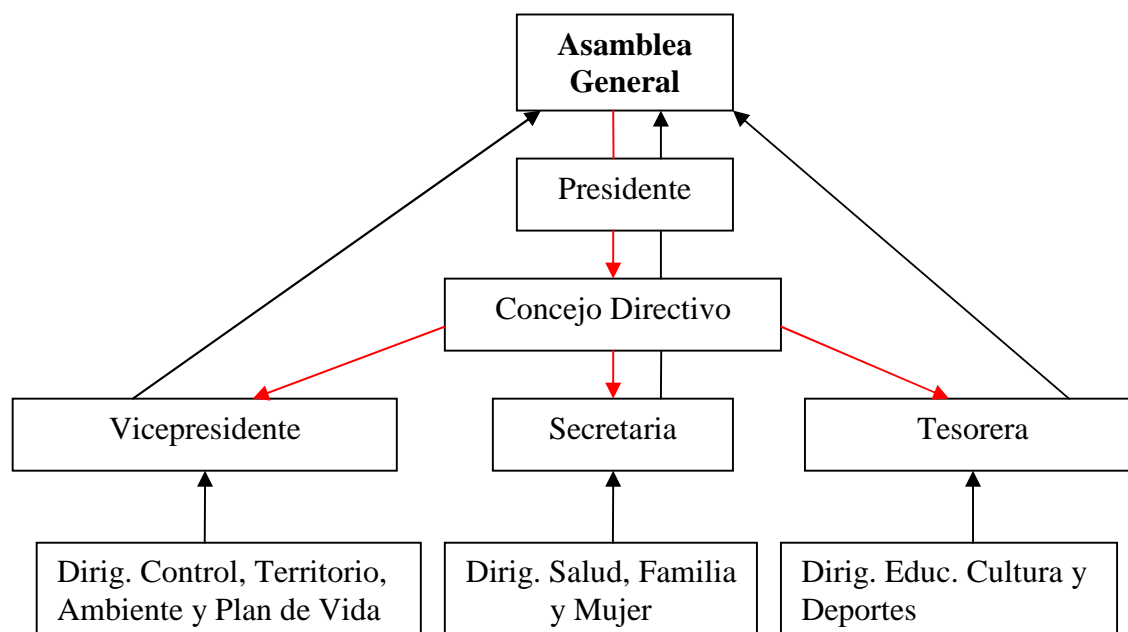 Asamblea
General
Presidente
Concejo Directivo
Vicepresidente
Secretaria
Tesorera
Dirig. Control, Territorio,
Ambiente y Plan de Vida
Dirig. Salud, Familia
y Mujer
Dirig. Educ. Cultura y
Deportes